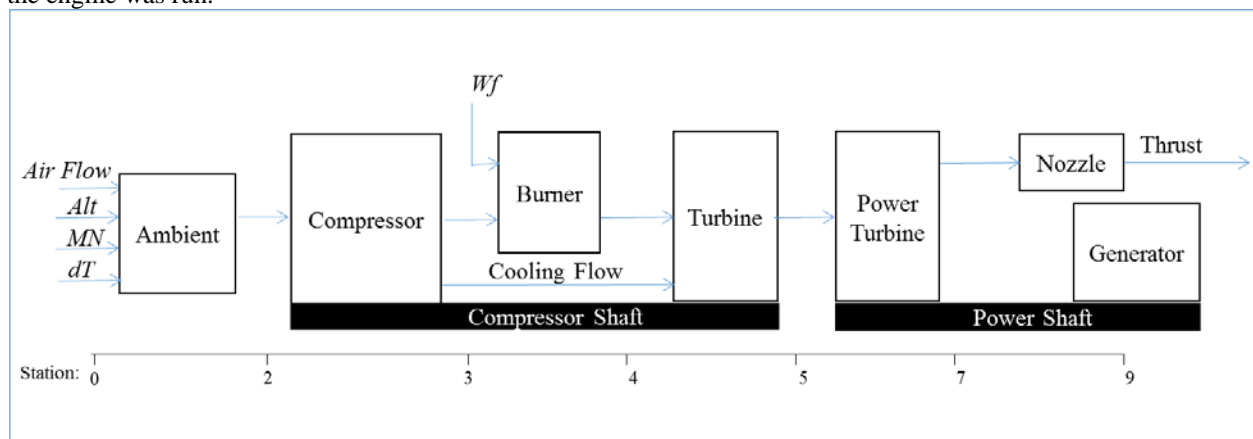 the engine was run.
Wf
Air Flow
Alt
MN
dT
Ambient
Compressor
Burner
Turbine
Power
Turbine
Nozzle
Thrust
Generator
Cooling Flow
Compressor Shaft
Power Shaft
Station: 0 2 3 4 5 7 9